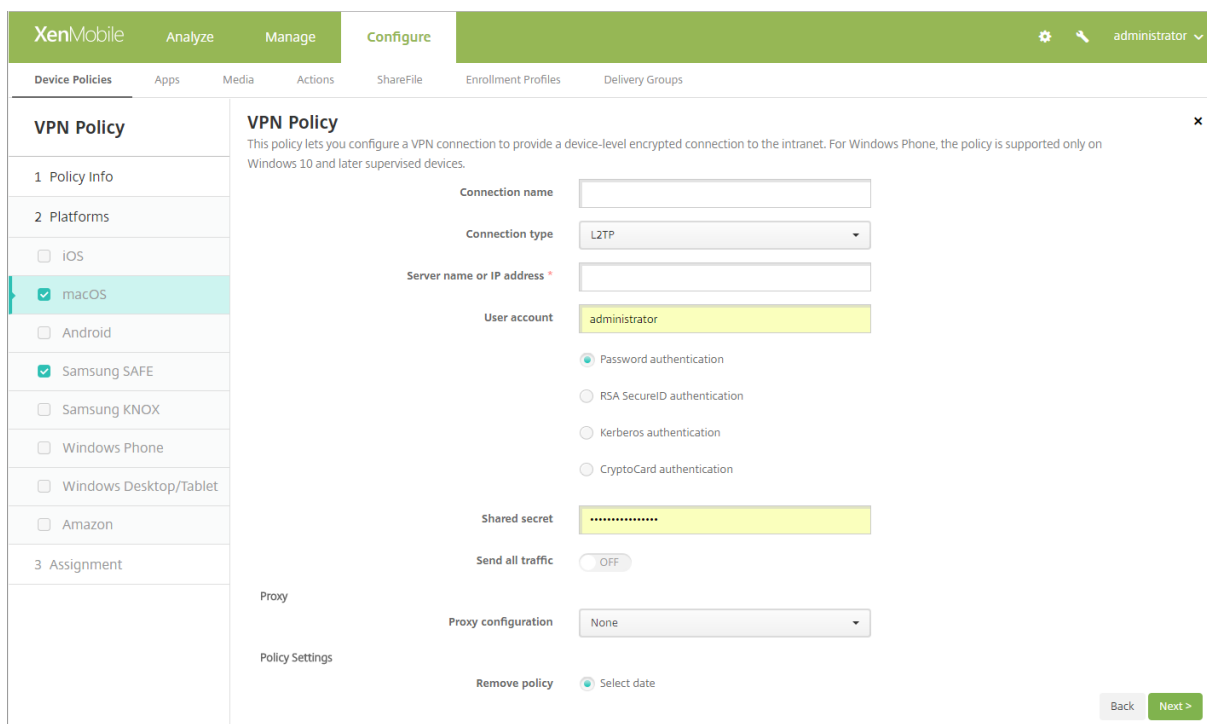 XenMobile Analyze Manage Configure administrator
Device Policies Apps Media Actions ShareFile Enrollment Profiles Delivery Groups
VPN Policy
1 Policy Info
2 Platforms
iOS
macOS
Android
Samsung SAFE
Samsung KNOX
Windows Phone
Windows Desktop/Tablet
Amazon
3 Assignment
VPN Policy
This policy lets you configure a VPN connection to provide a device-level encrypted connection to the intranet. For Windows Phone, the policy is supported only on
Windows 10 and later supervised devices.
Connection name
Connection type L2TP
Server name or IP address *
User account administrator
Password authentication
RSA SecureID authentication
Kerberos authentication
CryptoCard authentication
Shared secret ••••••••••••••••
Send all traffic OFF
Proxy
Proxy configuration None
Policy Settings
Remove policy Select date
Back Next >